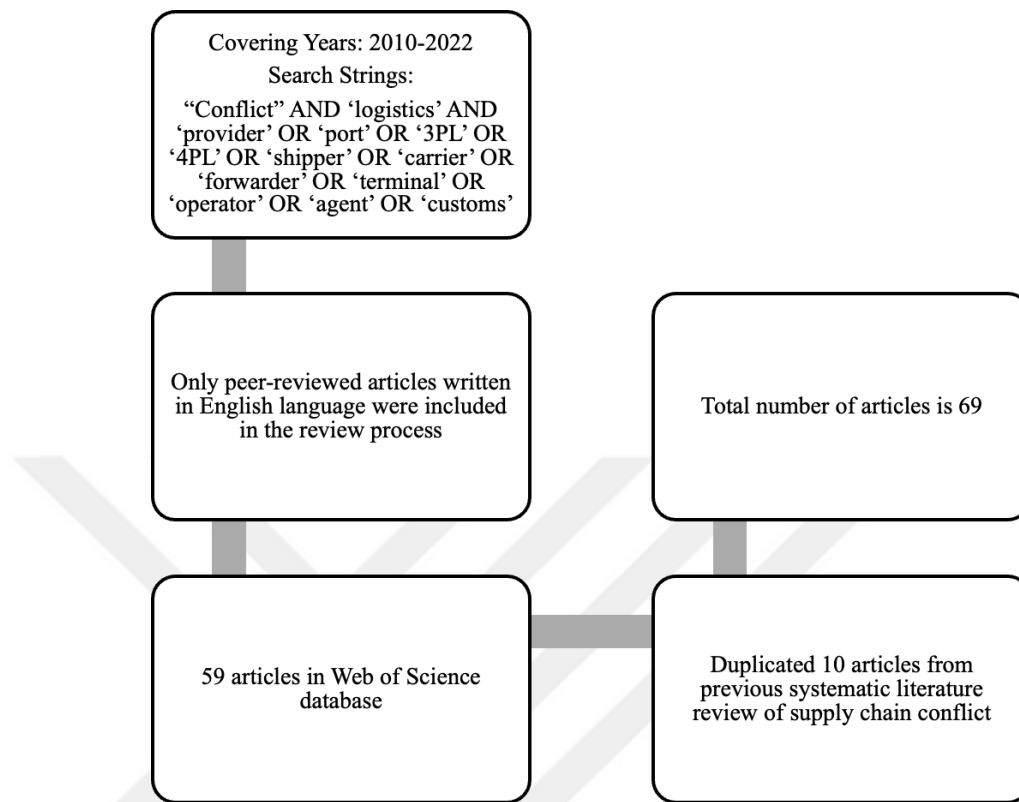 Covering Years: 2010-2022
Search Strings:
“Conflict” AND ‘logistics’ AND
‘provider’ OR ‘port’ OR ‘3PL’ OR
‘4PL’ OR ‘shipper’ OR ‘carrier’ OR
‘forwarder’ OR ‘terminal’ OR
‘operator’ OR ‘agent’ OR ‘customs’
Only peer-reviewed articles written
in English language were included
in the review process
59 articles in Web of Science
database
Duplicated 10 articles from
previous systematic literature
review of supply chain conflict
Total number of articles is 69